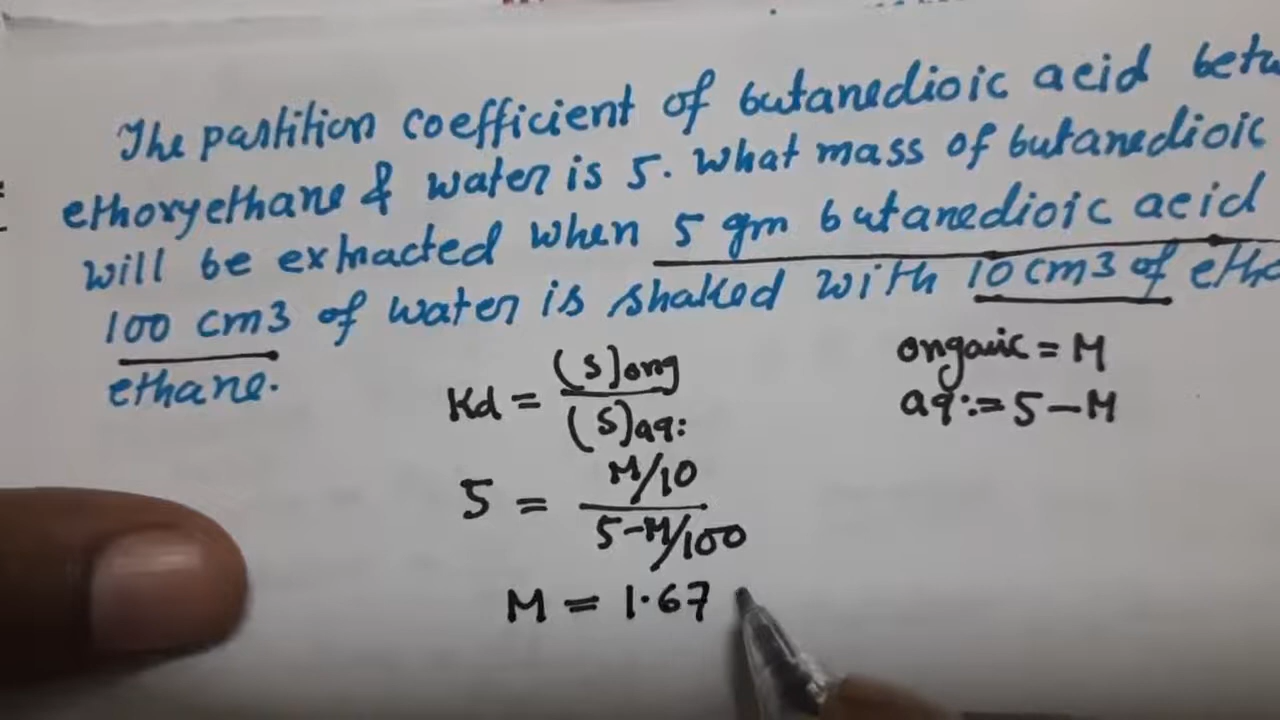 The partition coefficient of butanedioic acid betw
ethoxyethane & water is 5. What mass of butanedioic
will be extracted when 5 gm butanedioic acid
100 cm3 of water is shaked with 10 cm3 of etho
ethane.
Kd = (S)org / (S)aq:
organic = M
aq := 5 - M
5 = M/10 / 5-M/100
M = 1.67